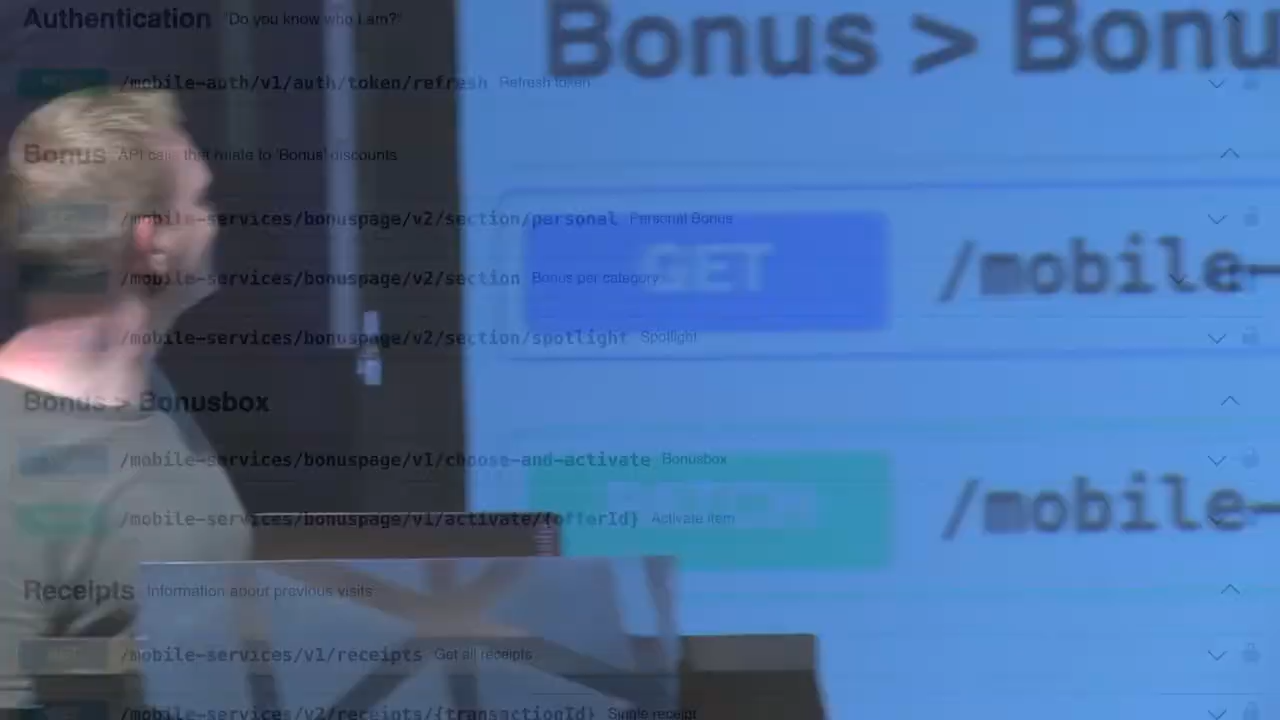 Authentication "Do you know who I am?"
Bonus > Bonu
/mobile-auth/v1/auth/token/refresh Refresh token
Bonus API calls that relate to 'Bonus' discounts
/mobile-services/bonuspage/v2/section/personal Personal Bonus
GET /mobile-
/mobile-services/bonuspage/v2/section Bonus per category
/mobile-services/bonuspage/v2/section/spotlight Spotlight
Bonus > Bonusbox
/mobile-services/bonuspage/v1/choose-and-activate Bonusbox
PATCH /mobile-
/mobile-services/bonuspage/v1/activate/{offerId} Activate item
Receipts Information about previous visits
GET /mobile-services/v1/receipts Get all receipts
/mobile-services/v2/receipts/{transactionId} Single receipt